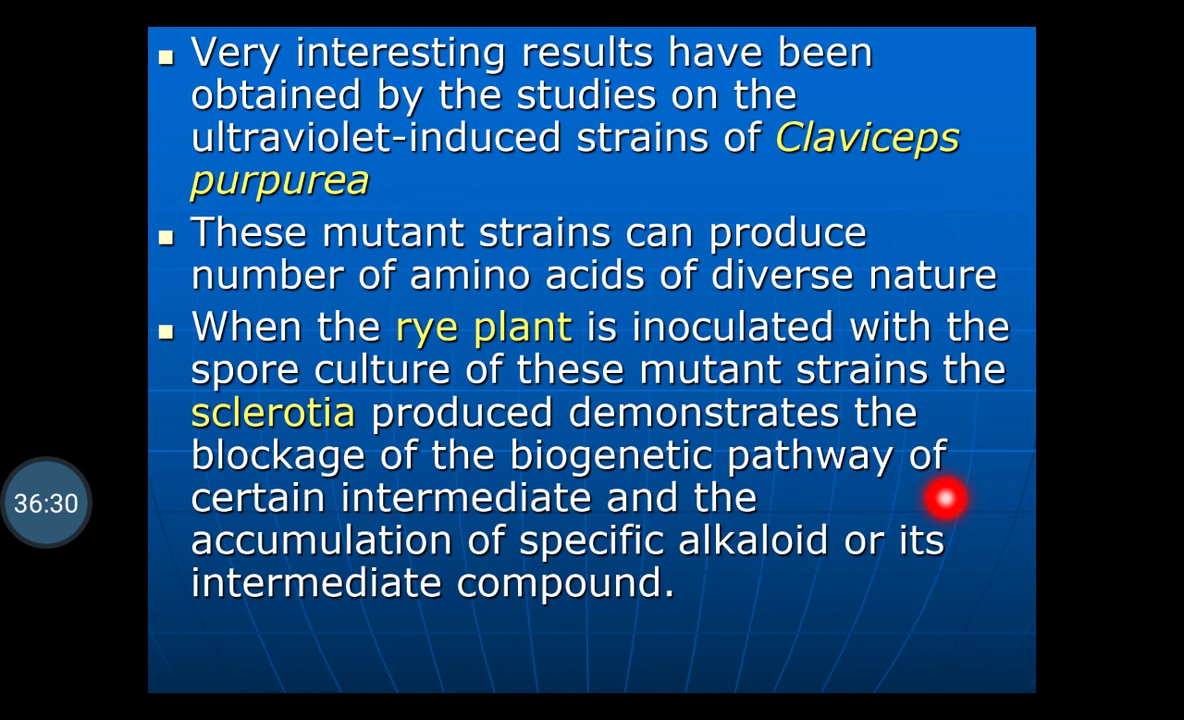 Very interesting results have been
obtained by the studies on the
ultraviolet-induced strains of Claviceps
purpurea
These mutant strains can produce
number of amino acids of diverse nature
When the rye plant is inoculated with the
spore culture of these mutant strains the
sclerotia produced demonstrates the
blockage of the biogenetic pathway of
certain intermediate and the
accumulation of specific alkaloid or its
intermediate compound.
36:30